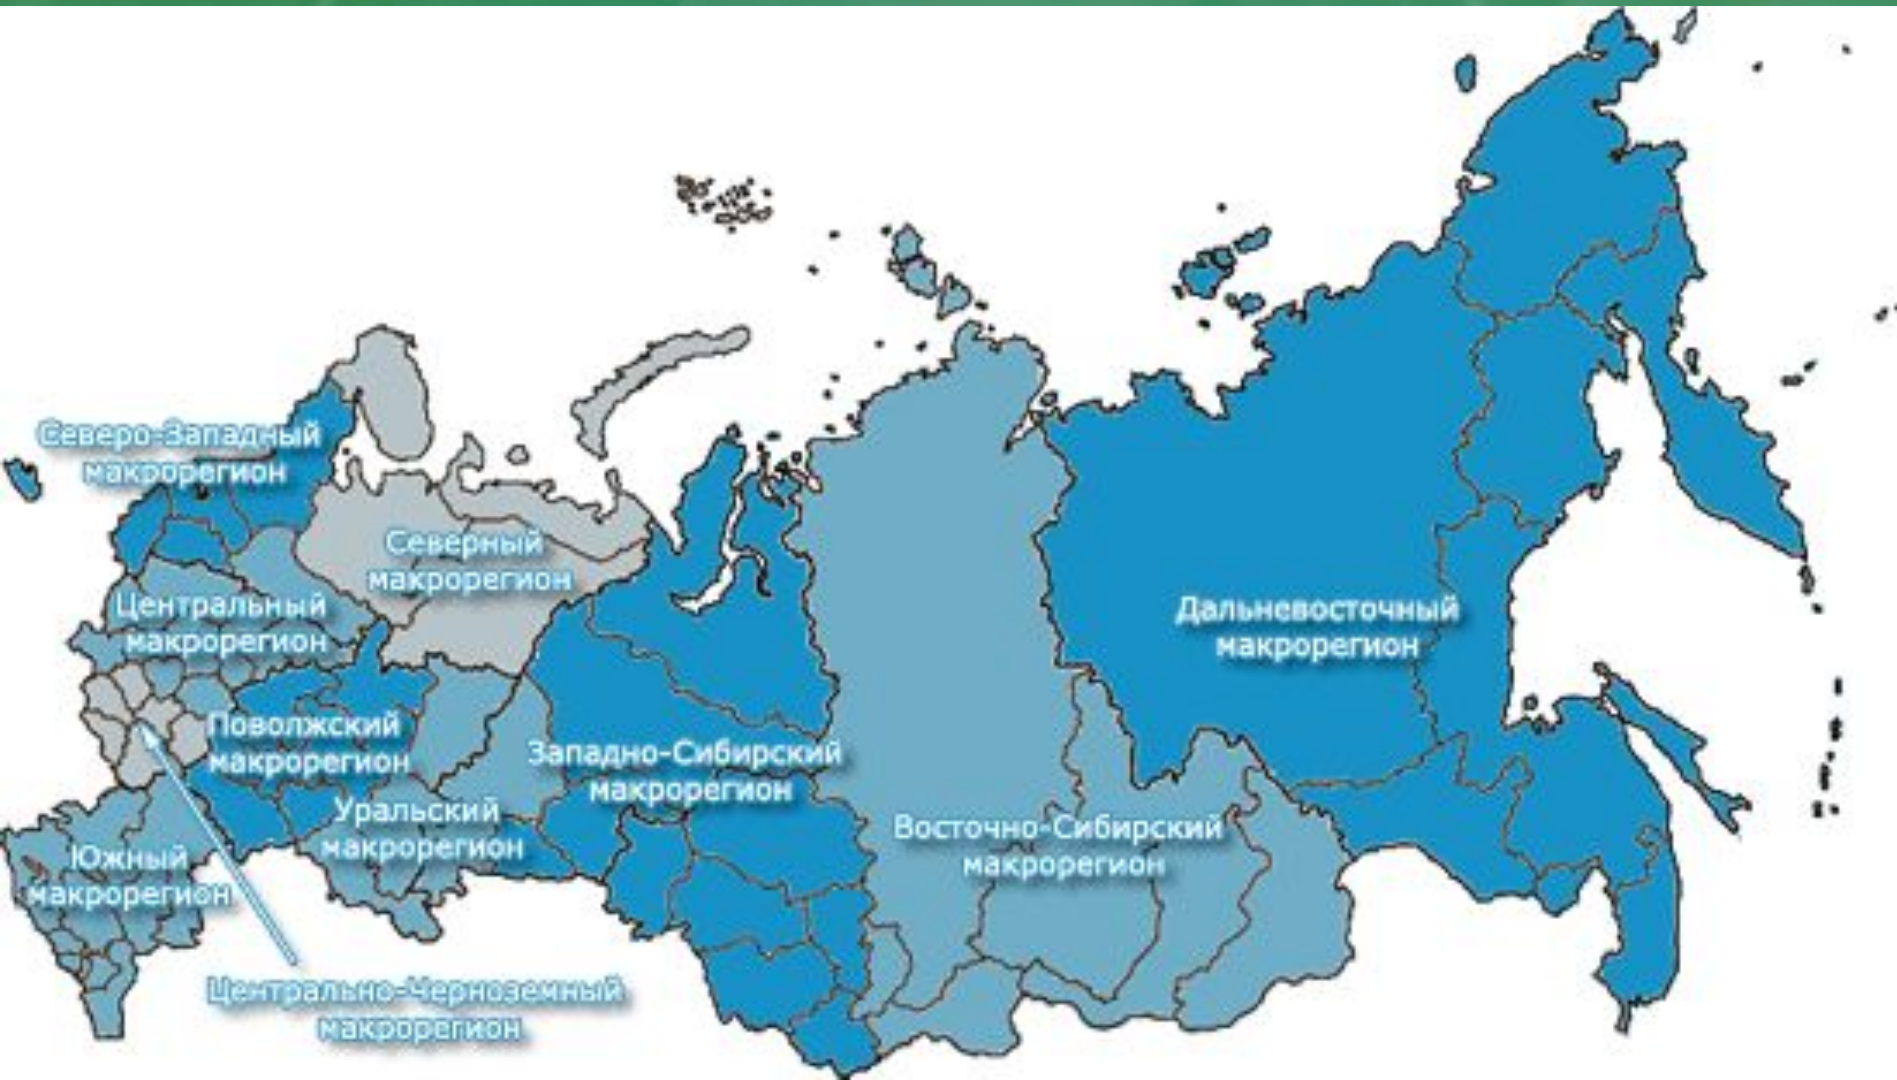 Северо-Западный
макрорегион
Северный
макрорегион
Центральный
макрорегион
Дальневосточный
макрорегион
Поволжский
макрорегион
Западно-Сибирский
макрорегион
Уральский
макрорегион
Восточно-Сибирский
макрорегион
Южный
макрорегион
Центрально-Черноземный
макрорегион